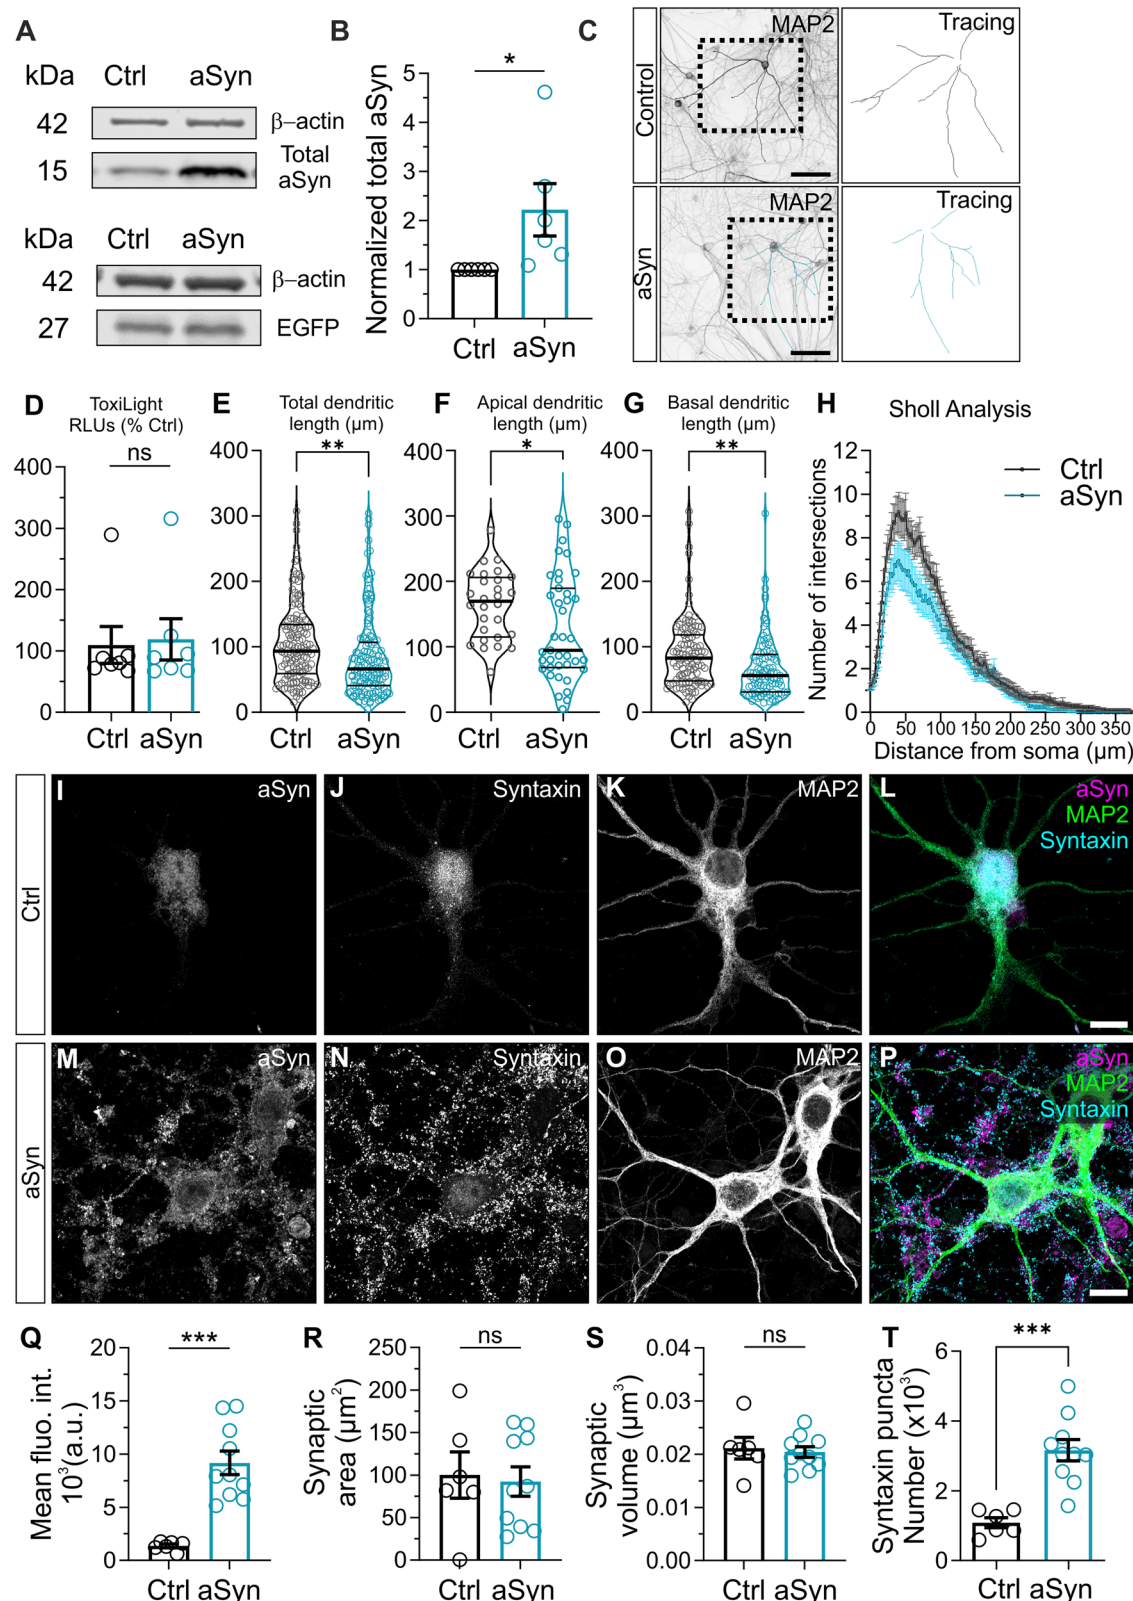 A
kDa
Ctrl
aSyn
42
β–actin
15
Total
aSyn
kDa
Ctrl
aSyn
42
β–actin
27
EGFP
B
*
Normalized total aSyn
5
4
3
2
1
0
Ctrl
aSyn
C
MAP2
Tracing
Control
MAP2
Tracing
aSyn
D
ToxiLight
RLUs (% Ctrl)
ns
400
300
200
100
0
Ctrl
aSyn
E
Total dendritic
length (µm)
**
400
300
200
100
0
Ctrl
aSyn
F
Apical dendritic
length (µm)
*
400
300
200
100
0
Ctrl
aSyn
G
Basal dendritic
length (µm)
**
400
300
200
100
0
Ctrl
aSyn
H
Sholl Analysis
Ctrl
aSyn
Number of intersections
12
10
8
6
4
2
0
0 50 100 150 200 250 300 350
Distance from soma (µm)
Ctrl
I
aSyn
J
Syntaxin
K
MAP2
L
aSyn
MAP2
Syntaxin
aSyn
M
aSyn
N
Syntaxin
O
MAP2
P
aSyn
MAP2
Syntaxin
Q
***
Mean fluo. int.
10³(a.u.)
20
15
10
5
0
Ctrl aSyn
R
ns
Synaptic
area (µm²)
250
200
150
100
50
0
Ctrl aSyn
S
ns
Synaptic
volume (µm³)
0.04
0.03
0.02
0.01
0.00
Ctrl aSyn
T
***
Syntaxin puncta
Number (x10³)
6
4
2
0
Ctrl aSyn